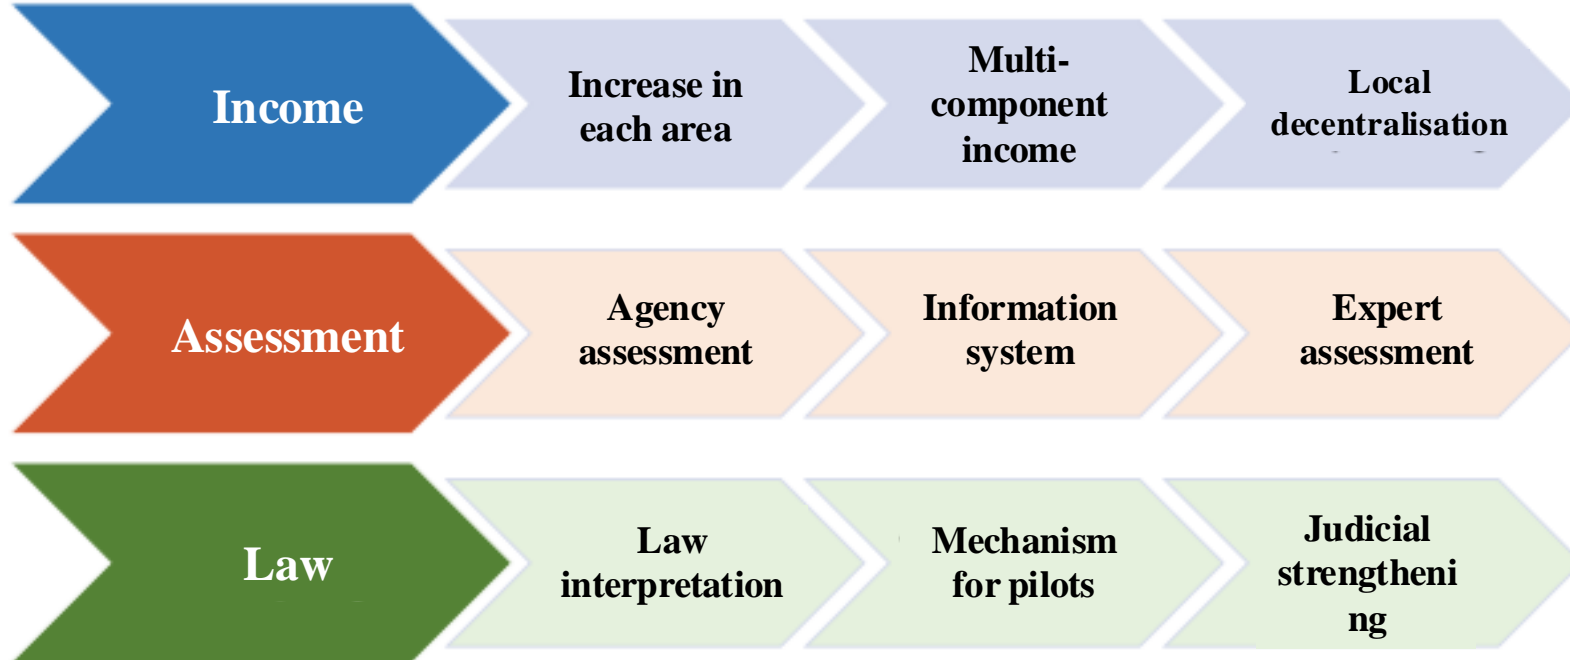 Income
Increase in
each area
Multi-
component
income
Local
decentralisation
Assessment
Agency
assessment
Information
system
Expert
assessment
Law
Law
interpretation
Mechanism
for pilots
Judicial
strengtheni
ng